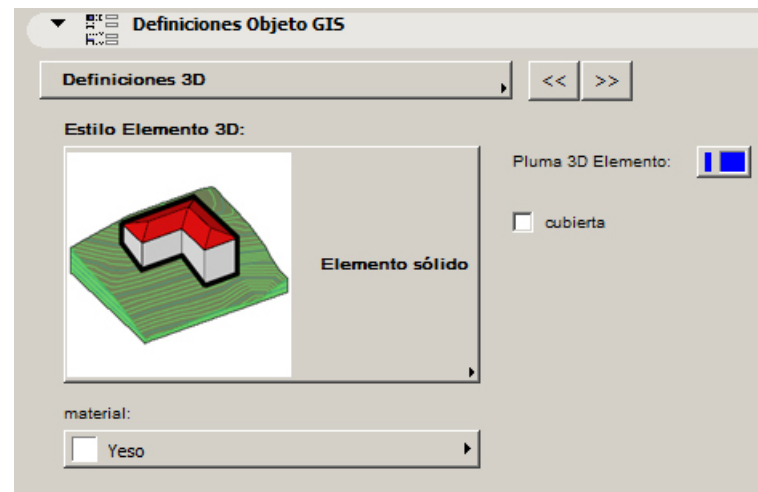 Definiciones Objeto GIS
Definiciones 3D
<< >>
Estilo Elemento 3D:
Elemento sólido
Pluma 3D Elemento:
cubierta
material:
Yeso